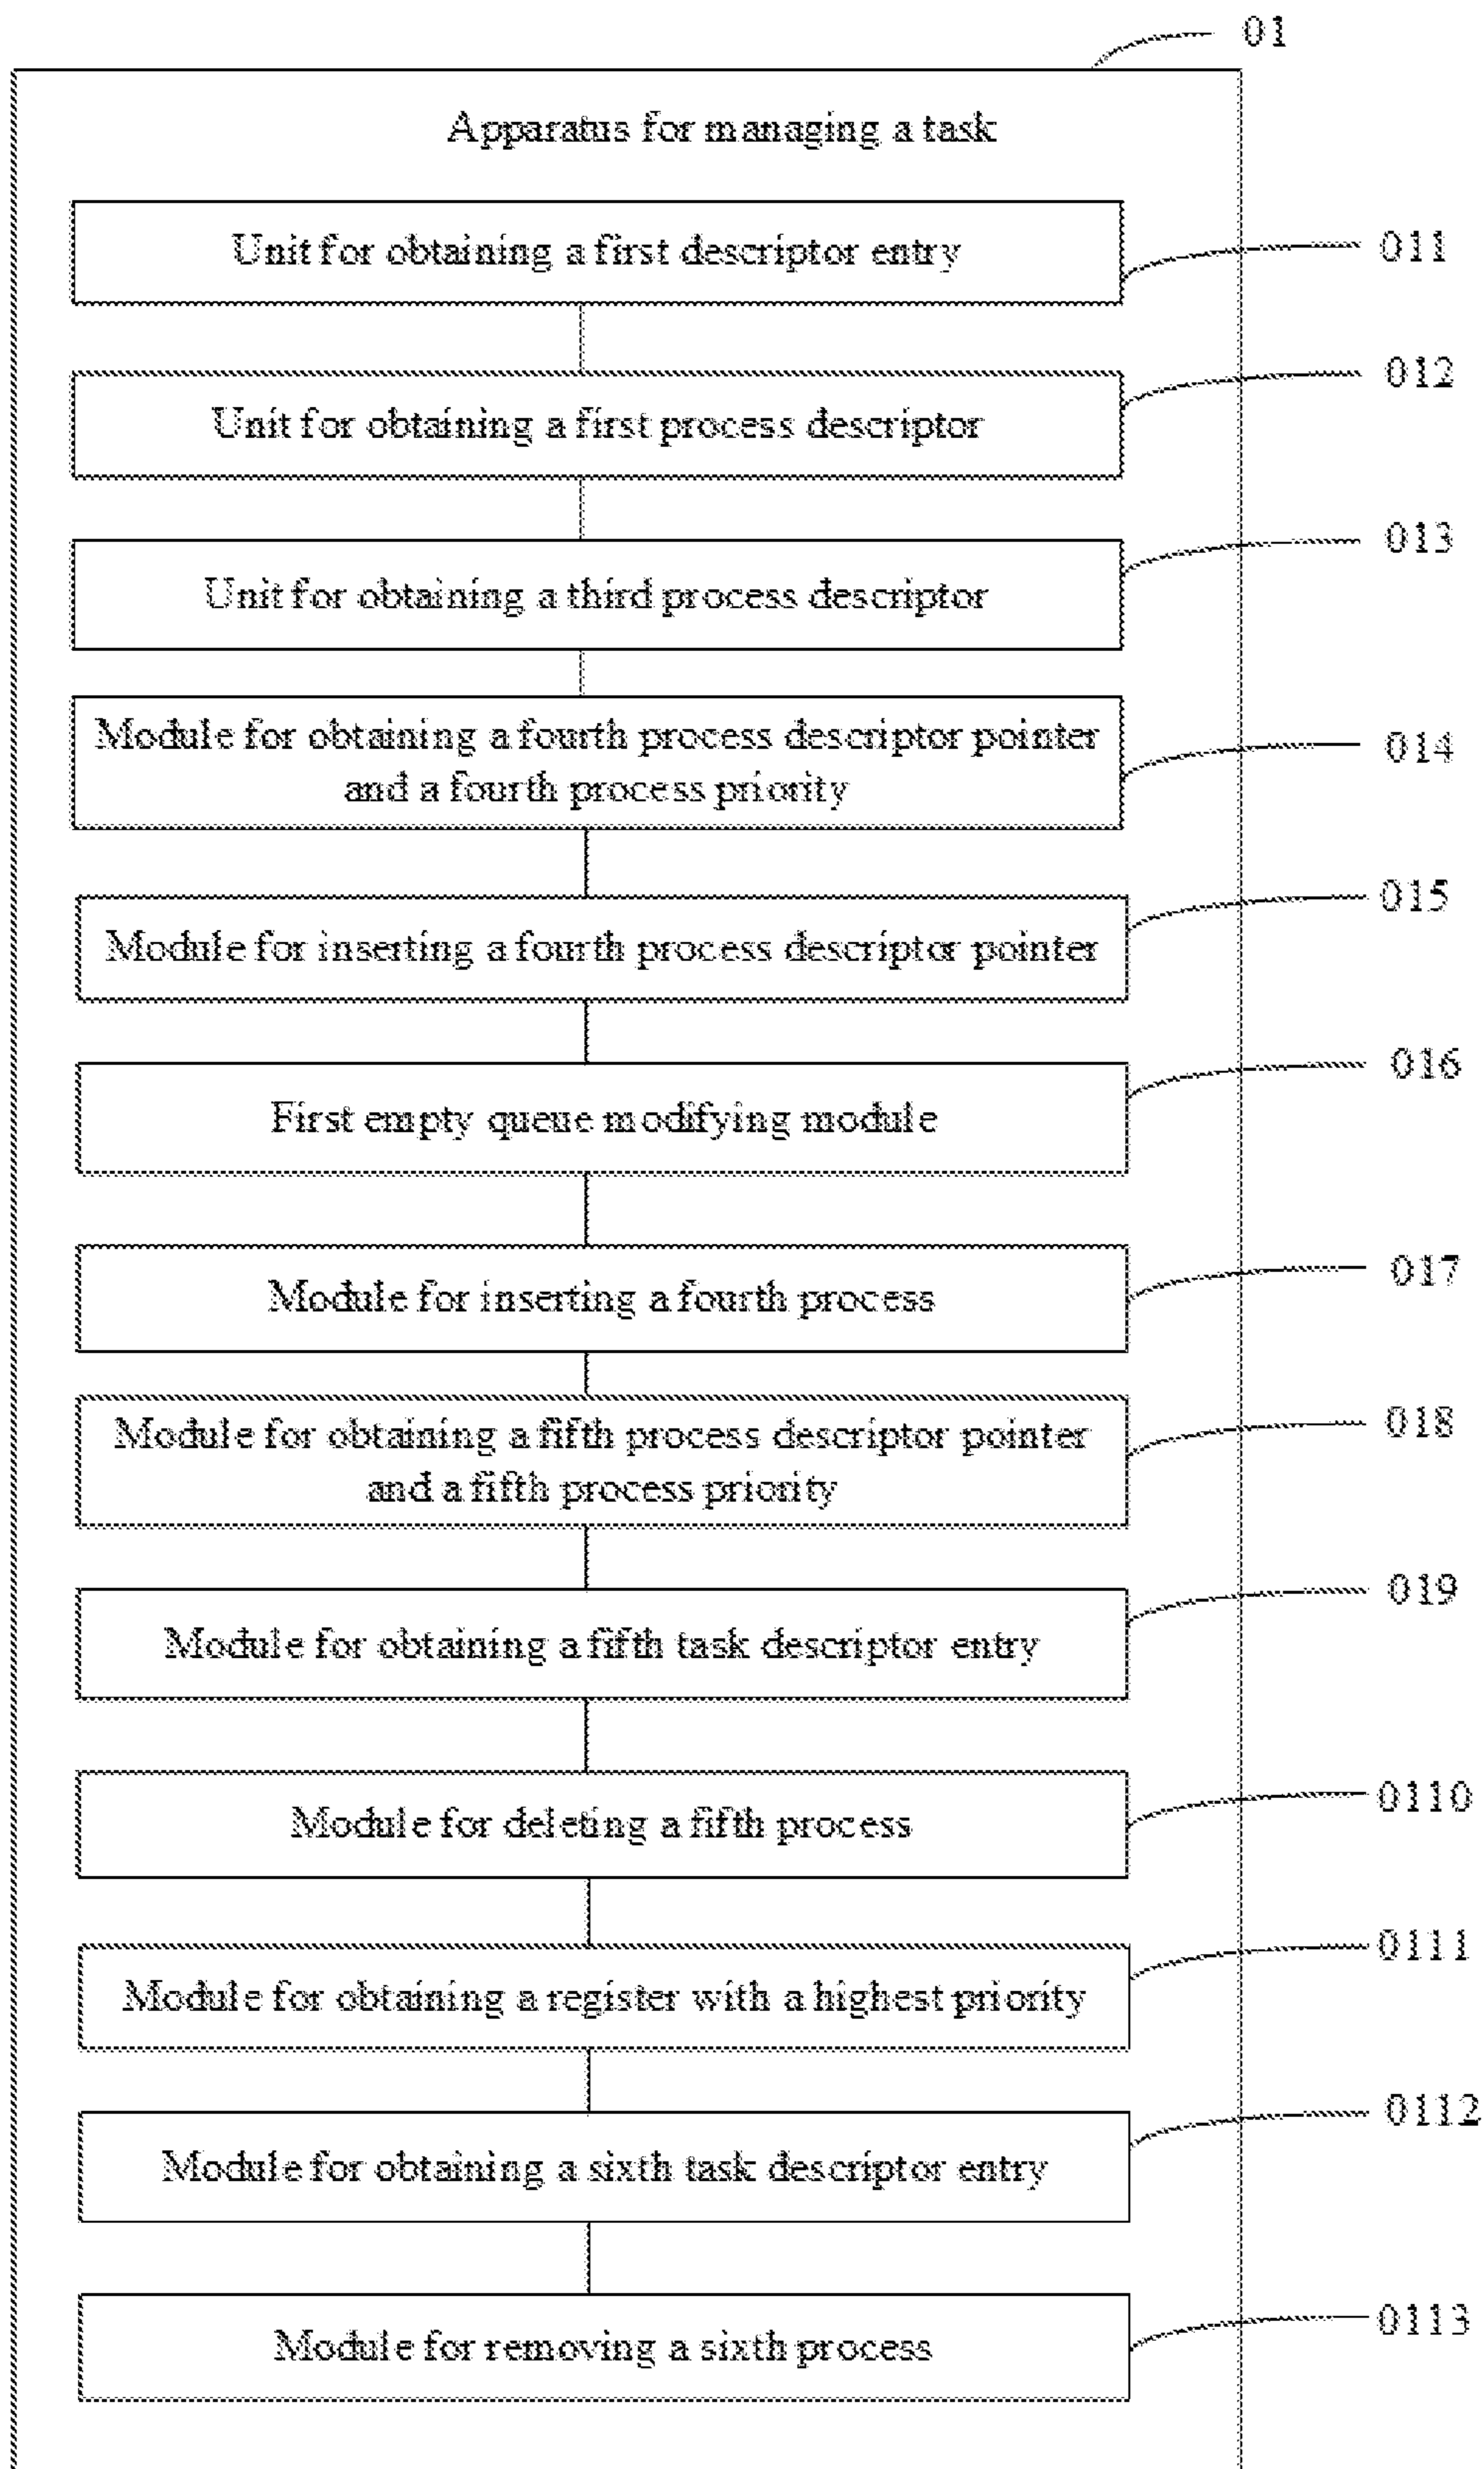 01
Apparatus for managing a task
Unit for obtaining a first descriptor entry
011
Unit for obtaining a first process descriptor
012
Unit for obtaining a third process descriptor
013
Module for obtaining a fourth process descriptor pointer
and a fourth process priority
014
Module for inserting a fourth process descriptor pointer
015
First empty queue modifying module
016
Module for inserting a fourth process
017
Module for obtaining a fifth process descriptor pointer
and a fifth process priority
018
Module for obtaining a fifth task descriptor entry
019
Module for deleting a fifth process
0110
Module for obtaining a register with a highest priority
0111
Module for obtaining a sixth task descriptor entry
0112
Module for removing a sixth process
0113